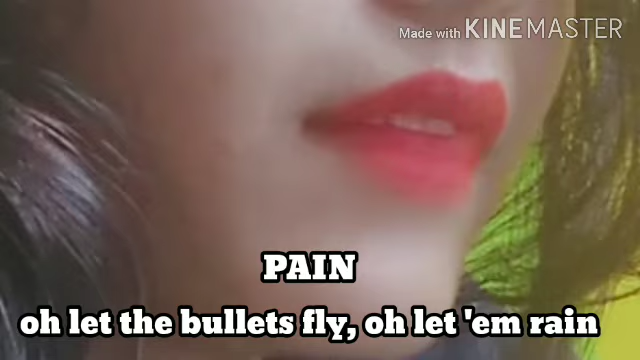 Made with KINEMASTER
PAIN
oh let the bullets fly, oh let 'em rain